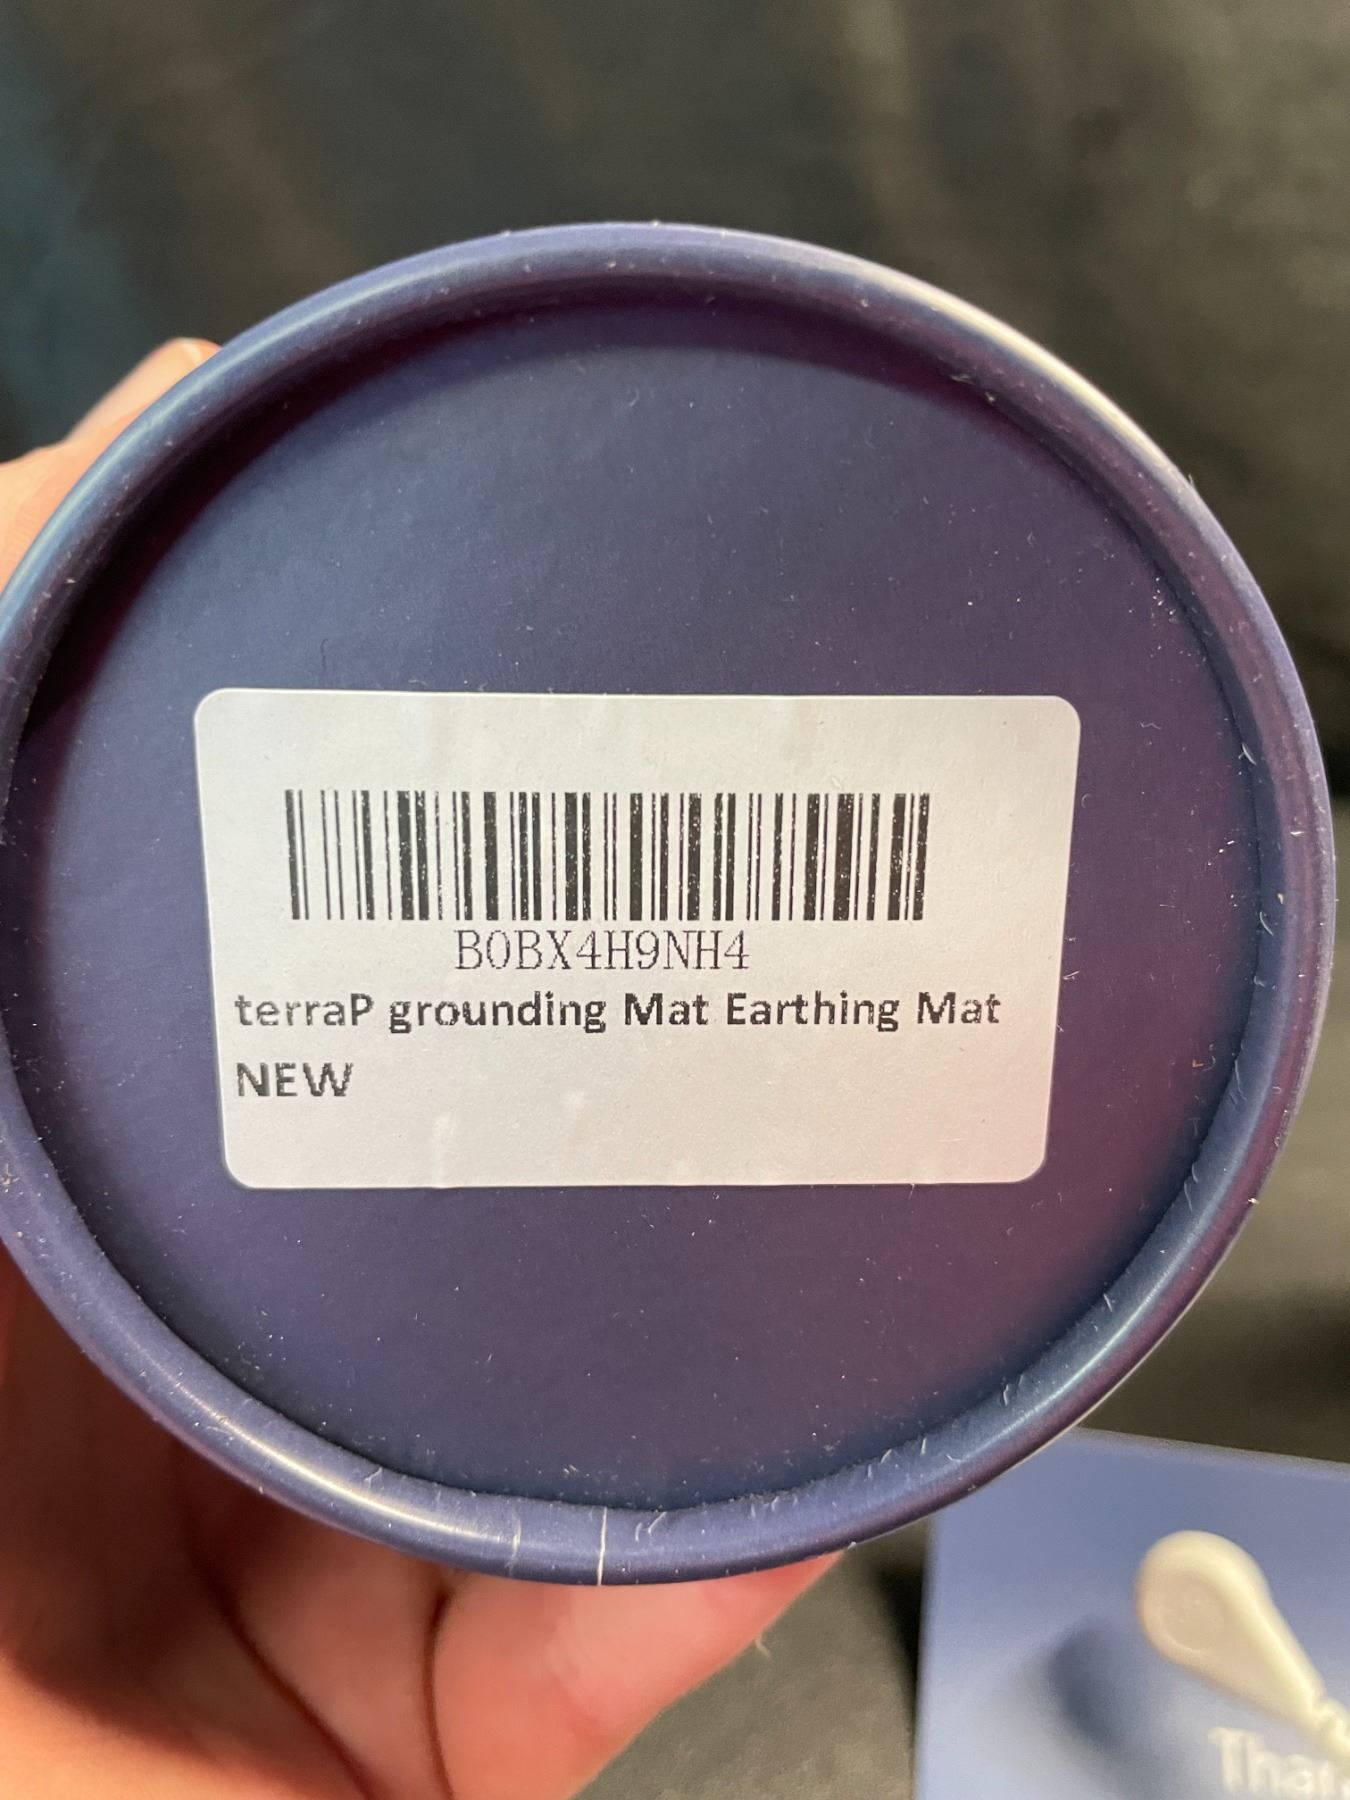 B0BX4H9NH4
terraP grounding Mat Earthing Mat
NEW